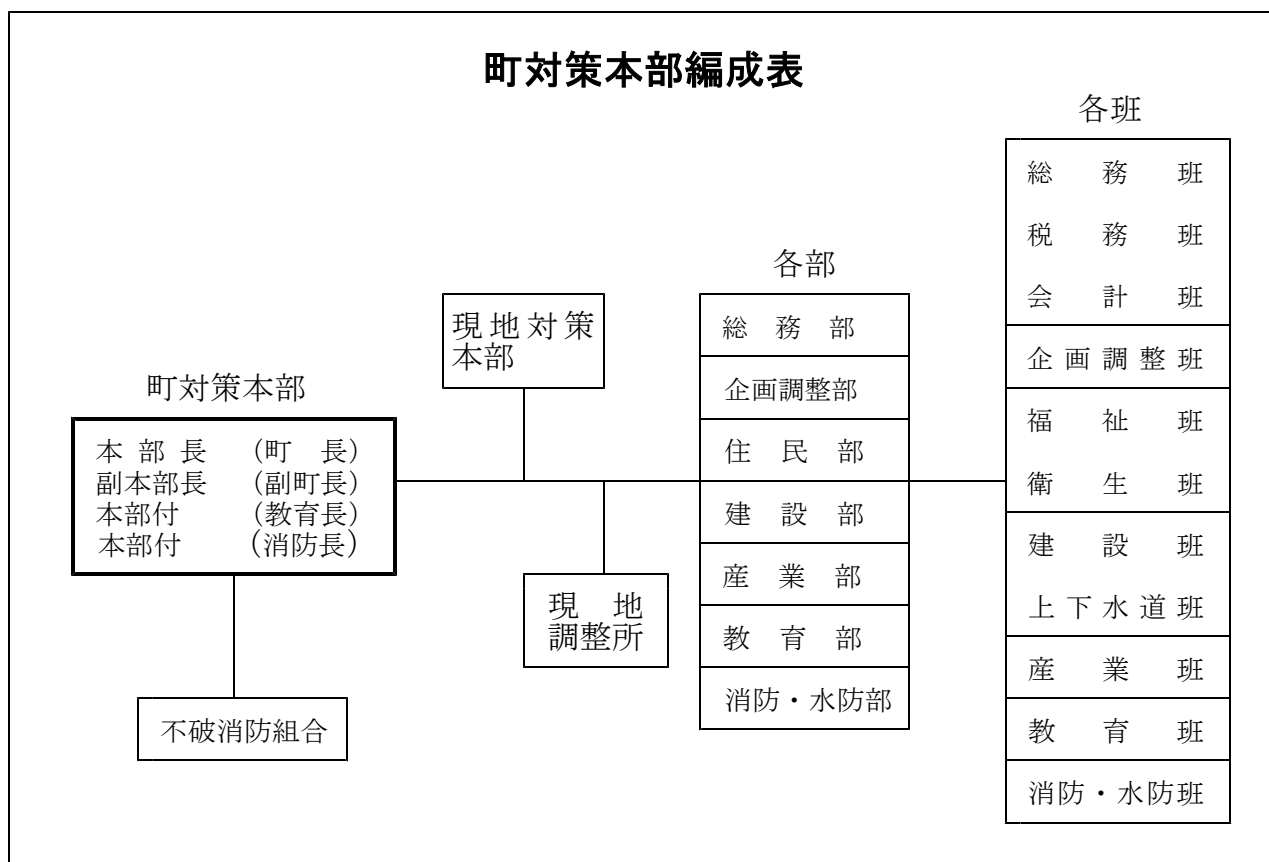 町対策本部編成表
町対策本部
本部長 (町長)
副本部長 (副町長)
本部付 (教育長)
本部付 (消防長)
不破消防組合
現地対策
本部
現地
調整所
各部
総務部
企画調整部
住民部
建設部
産業部
教育部
消防・水防部
各班
総務班
税務班
会計班
企画調整班
福祉班
衛生班
建設班
上下水道班
産業班
教育班
消防・水防班